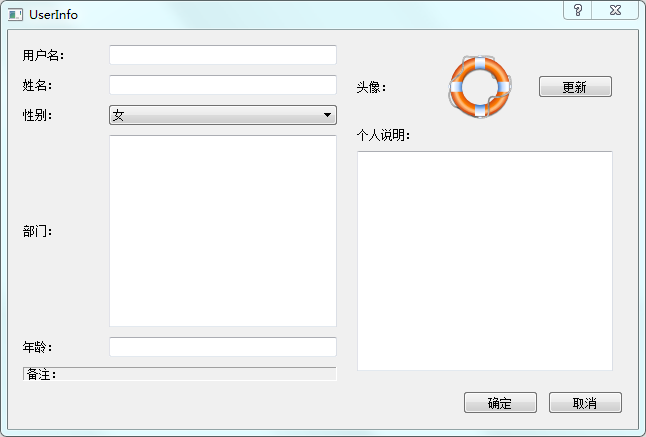 UserInfo
用户名：
姓名：
性别：
女
部门：
年龄：
备注：
头像：
更新
个人说明：
确定
取消